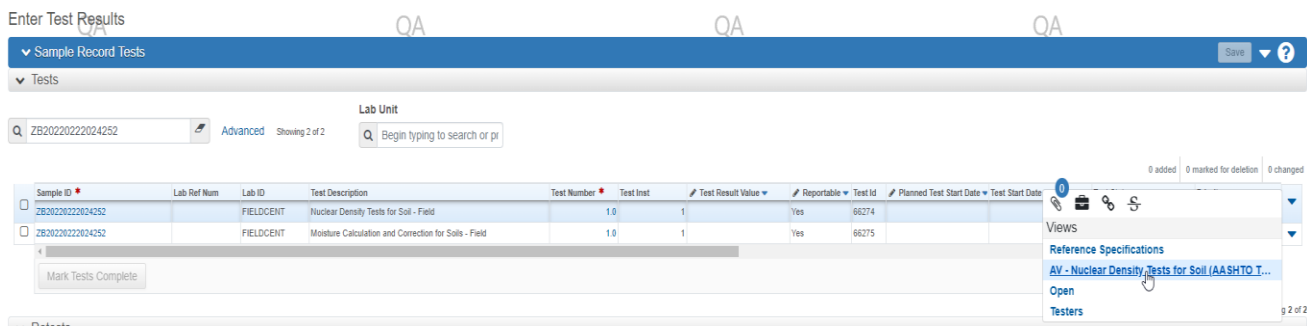 Enter Test Results
QA QA QA QA
Sample Record Tests Save ?
Tests
Lab Unit
ZB20220222024252 Advanced Showing 2 of 2 Begin typing to search or pr
0 added 0 marked for deletion 0 changed
Sample ID * Lab Ref Num Lab ID Test Description Test Number * Test Inst Test Result Value Reportable Test Id Planned Test Start Date Test Start Date
ZB20220222024252 FIELDCENT Nuclear Density Tests for Soil - Field 1.0 1 Yes 66274
ZB20220222024252 FIELDCENT Moisture Calculation and Correction for Soils - Field 1.0 1 Yes 66275
Mark Tests Complete
0
Views
Reference Specifications
AV - Nuclear Density Tests for Soil (AASHTO T...
Open
Testers
g 2 of 2